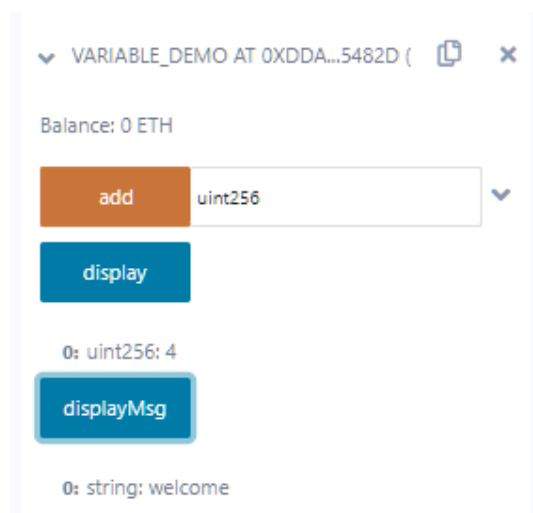 VARIABLE_DEMO AT 0XDDA...5482D (
Balance: 0 ETH
add uint256
display
0: uint256: 4
displayMsg
0: string: welcome